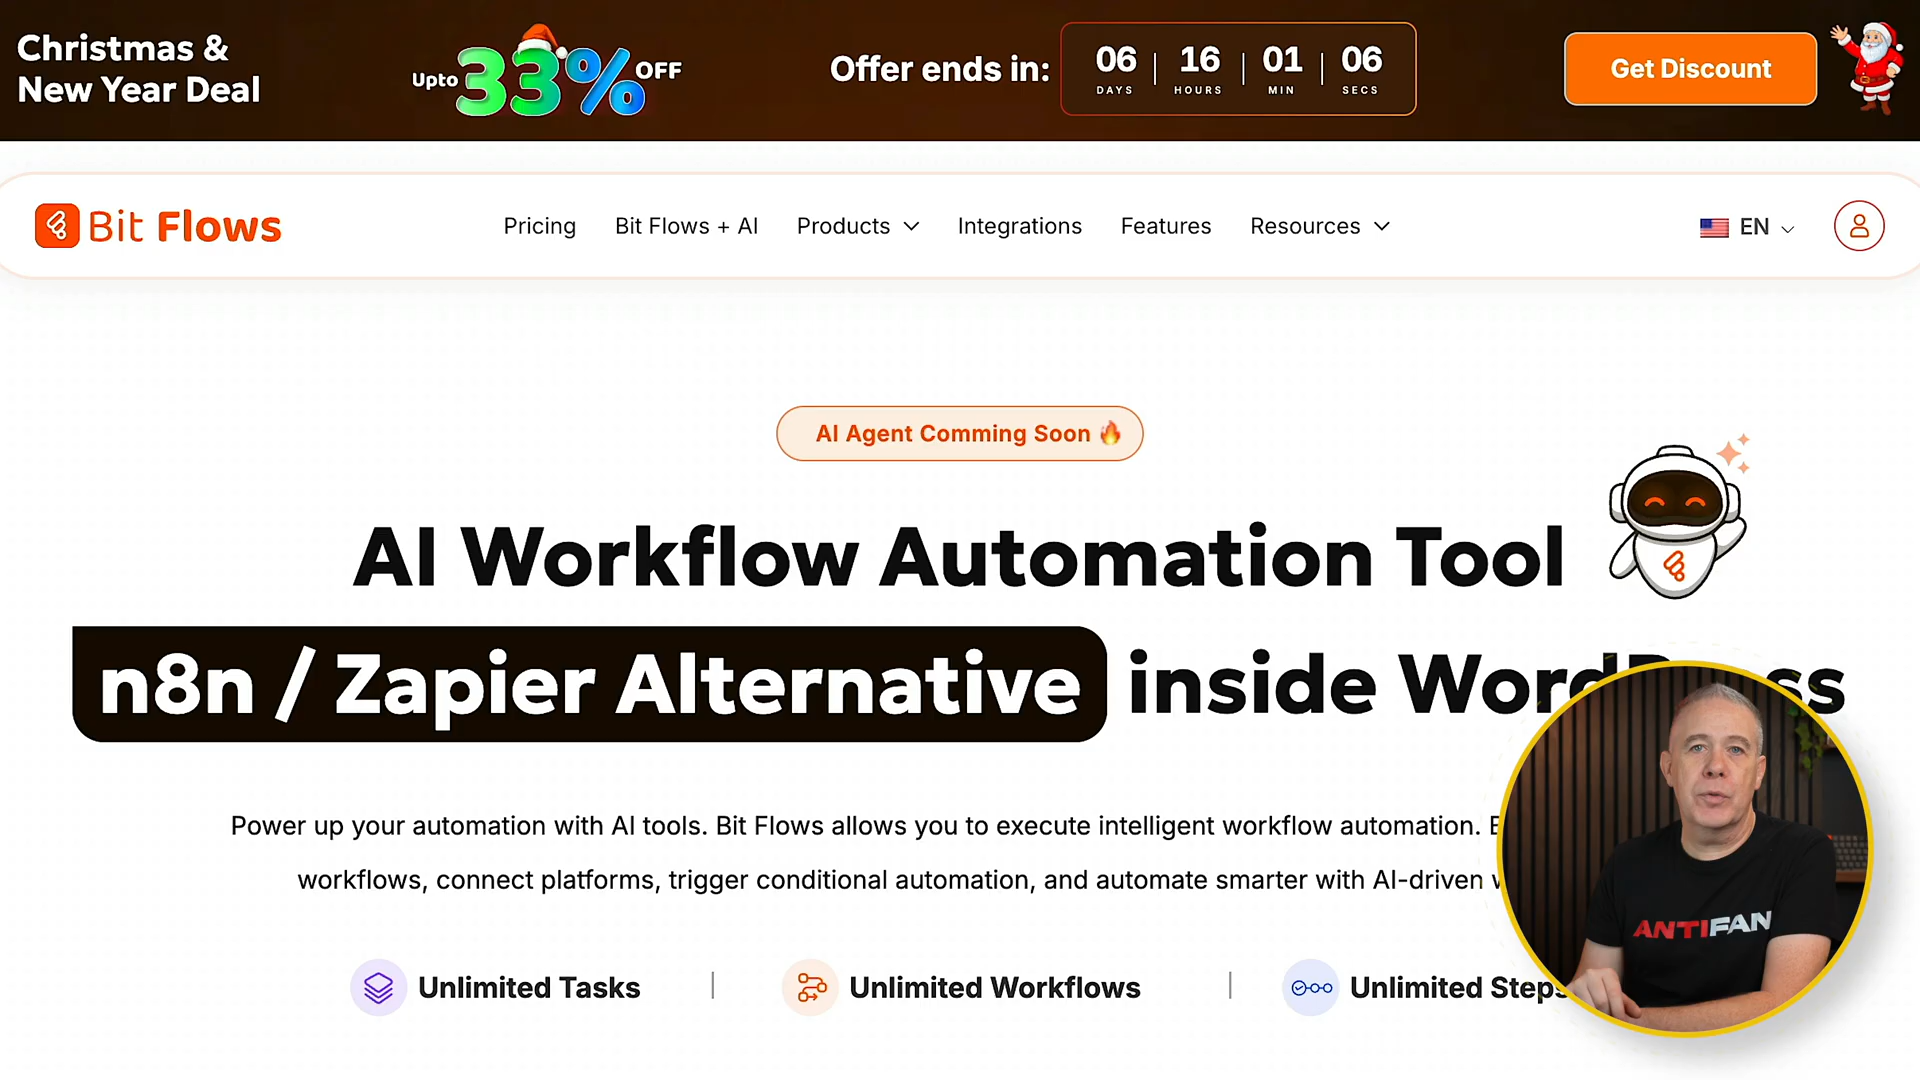 Christmas &
New Year Deal
Upto 33% OFF
Offer ends in:
06 16 01 06
DAYS HOURS MIN SECS
Get Discount
Bit Flows
Pricing Bit Flows + AI Products Integrations Features Resources
EN
AI Agent Comming Soon
AI Workflow Automation Tool
n8n / Zapier Alternative inside
Power up your automation with AI tools. Bit Flows allows you to execute intelligent workflow automation.
workflows, connect platforms, trigger conditional automation, and automate smarter with AI-driven
ANTIFAN
Unlimited Tasks
Unlimited Workflows
Unlimited Steps